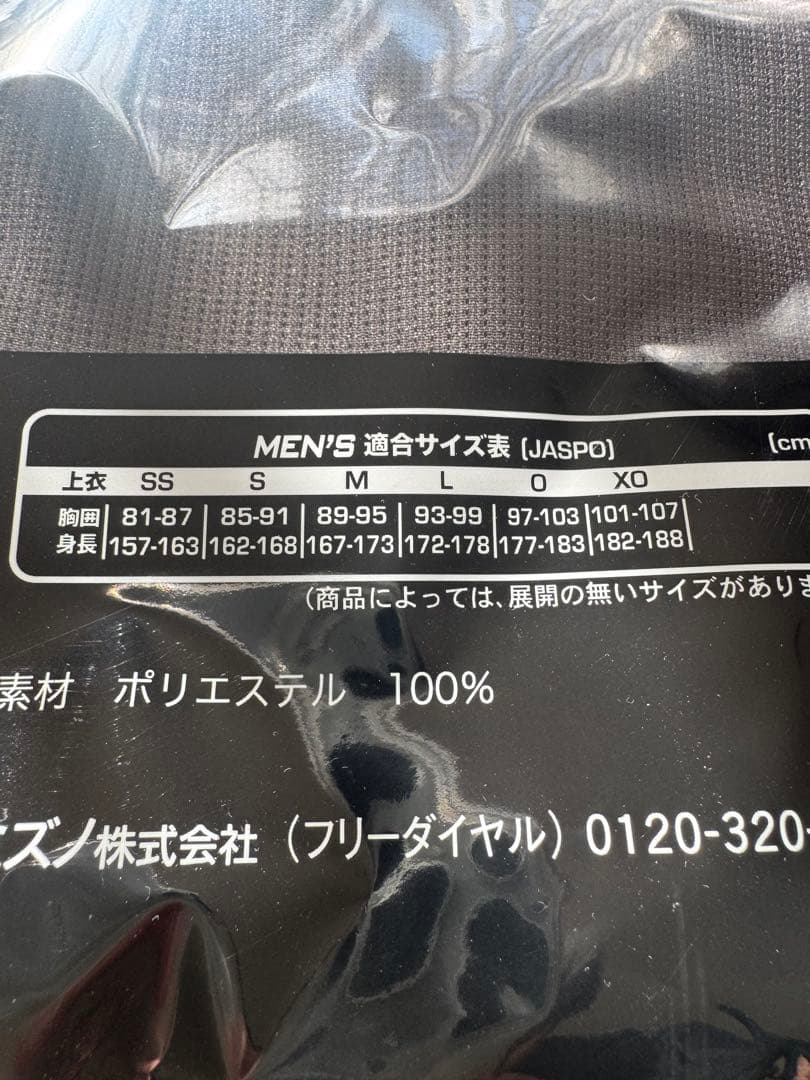 MEN'S 適合サイズ表 (JASPO) [cm
上衣 SS S M L O XO
胸囲 81-87 85-91 89-95 93-99 97-103 101-107
身長 157-163 162-168 167-173 172-178 177-183 182-188
(商品によっては、展開の無いサイズがありま
素材 ポリエステル 100%
ズノ株式会社 (フリーダイヤル) 0120-320